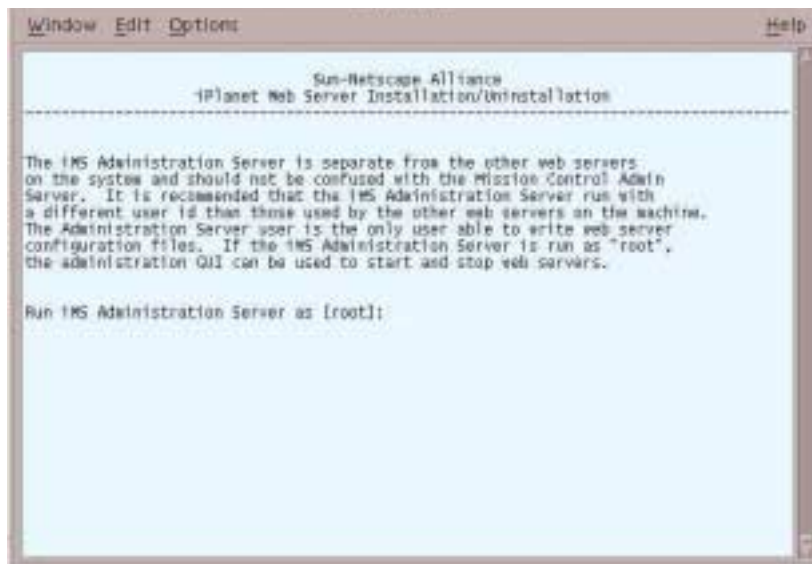 Window Edit Options Help
Sun-Netscape Alliance
iPlanet Web Server Installation/Uninstallation
--------------------------------------------------------------------------------
The iWS Administration Server is separate from the other web servers
on the system and should not be confused with the Mission Control Admin
Server. It is recommended that the iWS Administration Server run with
a different user id than those used by the other web servers on the machine.
The Administration Server user is the only user able to write web server
configuration files. If the iWS Administration Server is run as "root",
the administration GUI can be used to start and stop web servers.
Run iWS Administration Server as [root]: